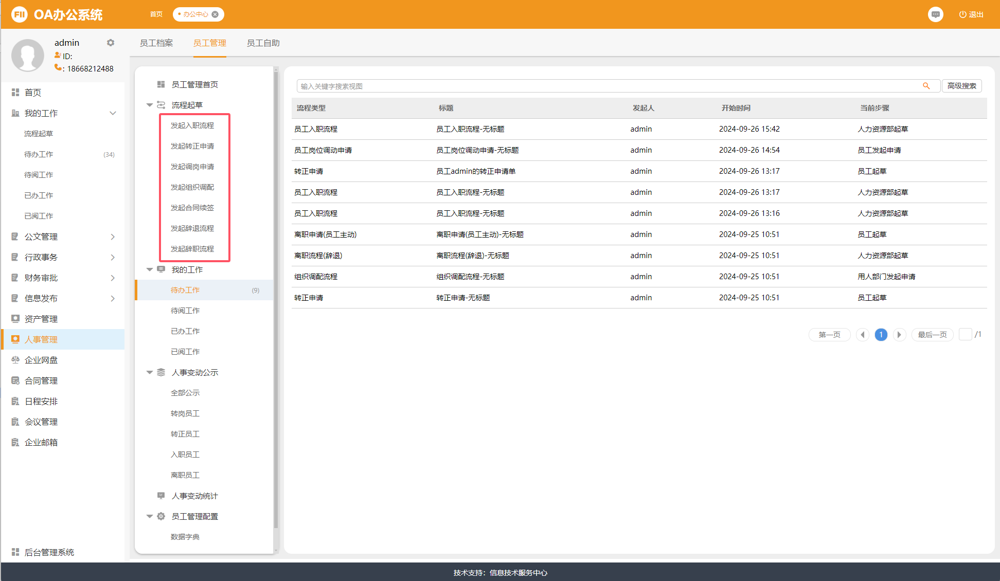 FII OA办公系统 首页 办公中心 退出
admin
ID:
: 18668212488
首页
我的工作
流程起草
待办工作 (34)
待阅工作
已办工作
已阅工作
公文管理
行政事务
财务审批
信息发布
资产管理
人事管理
企业网盘
合同管理
日程安排
会议管理
企业邮箱
后台管理系统
员工档案 员工管理 员工自助
员工管理首页
流程起草
发起入职流程
发起转正申请
发起调岗申请
发起组织调配
发起合同续签
发起辞退流程
发起辞职流程
我的工作
待办工作 (9)
待阅工作
已办工作
已阅工作
人事变动公示
全部公示
转岗员工
转正员工
入职员工
离职员工
人事变动统计
员工管理配置
数据字典
输入关键字搜索视图 高级搜索
流程类型 标题 发起人 开始时间 当前步骤
员工入职流程 员工入职流程-无标题 admin 2024-09-26 15:42 人力资源部起草
员工岗位调动申请 员工岗位调动申请-无标题 admin 2024-09-26 14:54 员工发起申请
转正申请 员工admin的转正申请单 admin 2024-09-26 13:17 员工起草
员工入职流程 员工入职流程-无标题 admin 2024-09-26 13:17 人力资源部起草
员工入职流程 员工入职流程-无标题 admin 2024-09-26 13:16 人力资源部起草
离职申请(员工主动) 离职申请(员工主动)-无标题 admin 2024-09-25 10:51 员工起草
离职流程(辞退) 离职流程(辞退)-无标题 admin 2024-09-25 10:51 人力资源部起草
组织调配流程 组织调配流程-无标题 admin 2024-09-25 10:51 用人部门发起申请
转正申请 转正申请-无标题 admin 2024-09-25 10:51 员工起草
第一页 1 最后一页 /1
技术支持：信息技术服务中心